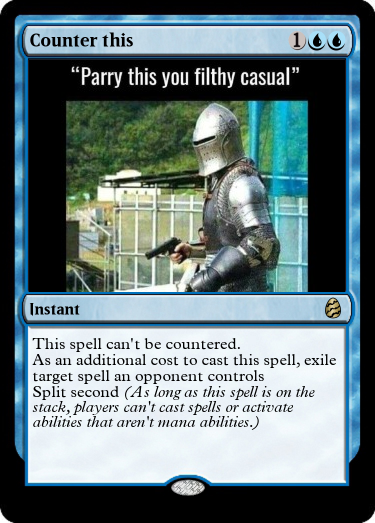 Counter this 1
“Parry this you filthy casual”
Instant
This spell can't be countered.
As an additional cost to cast this spell, exile
target spell an opponent controls
Split second (As long as this spell is on the
stack, players can't cast spells or activate
abilities that aren't mana abilities.)